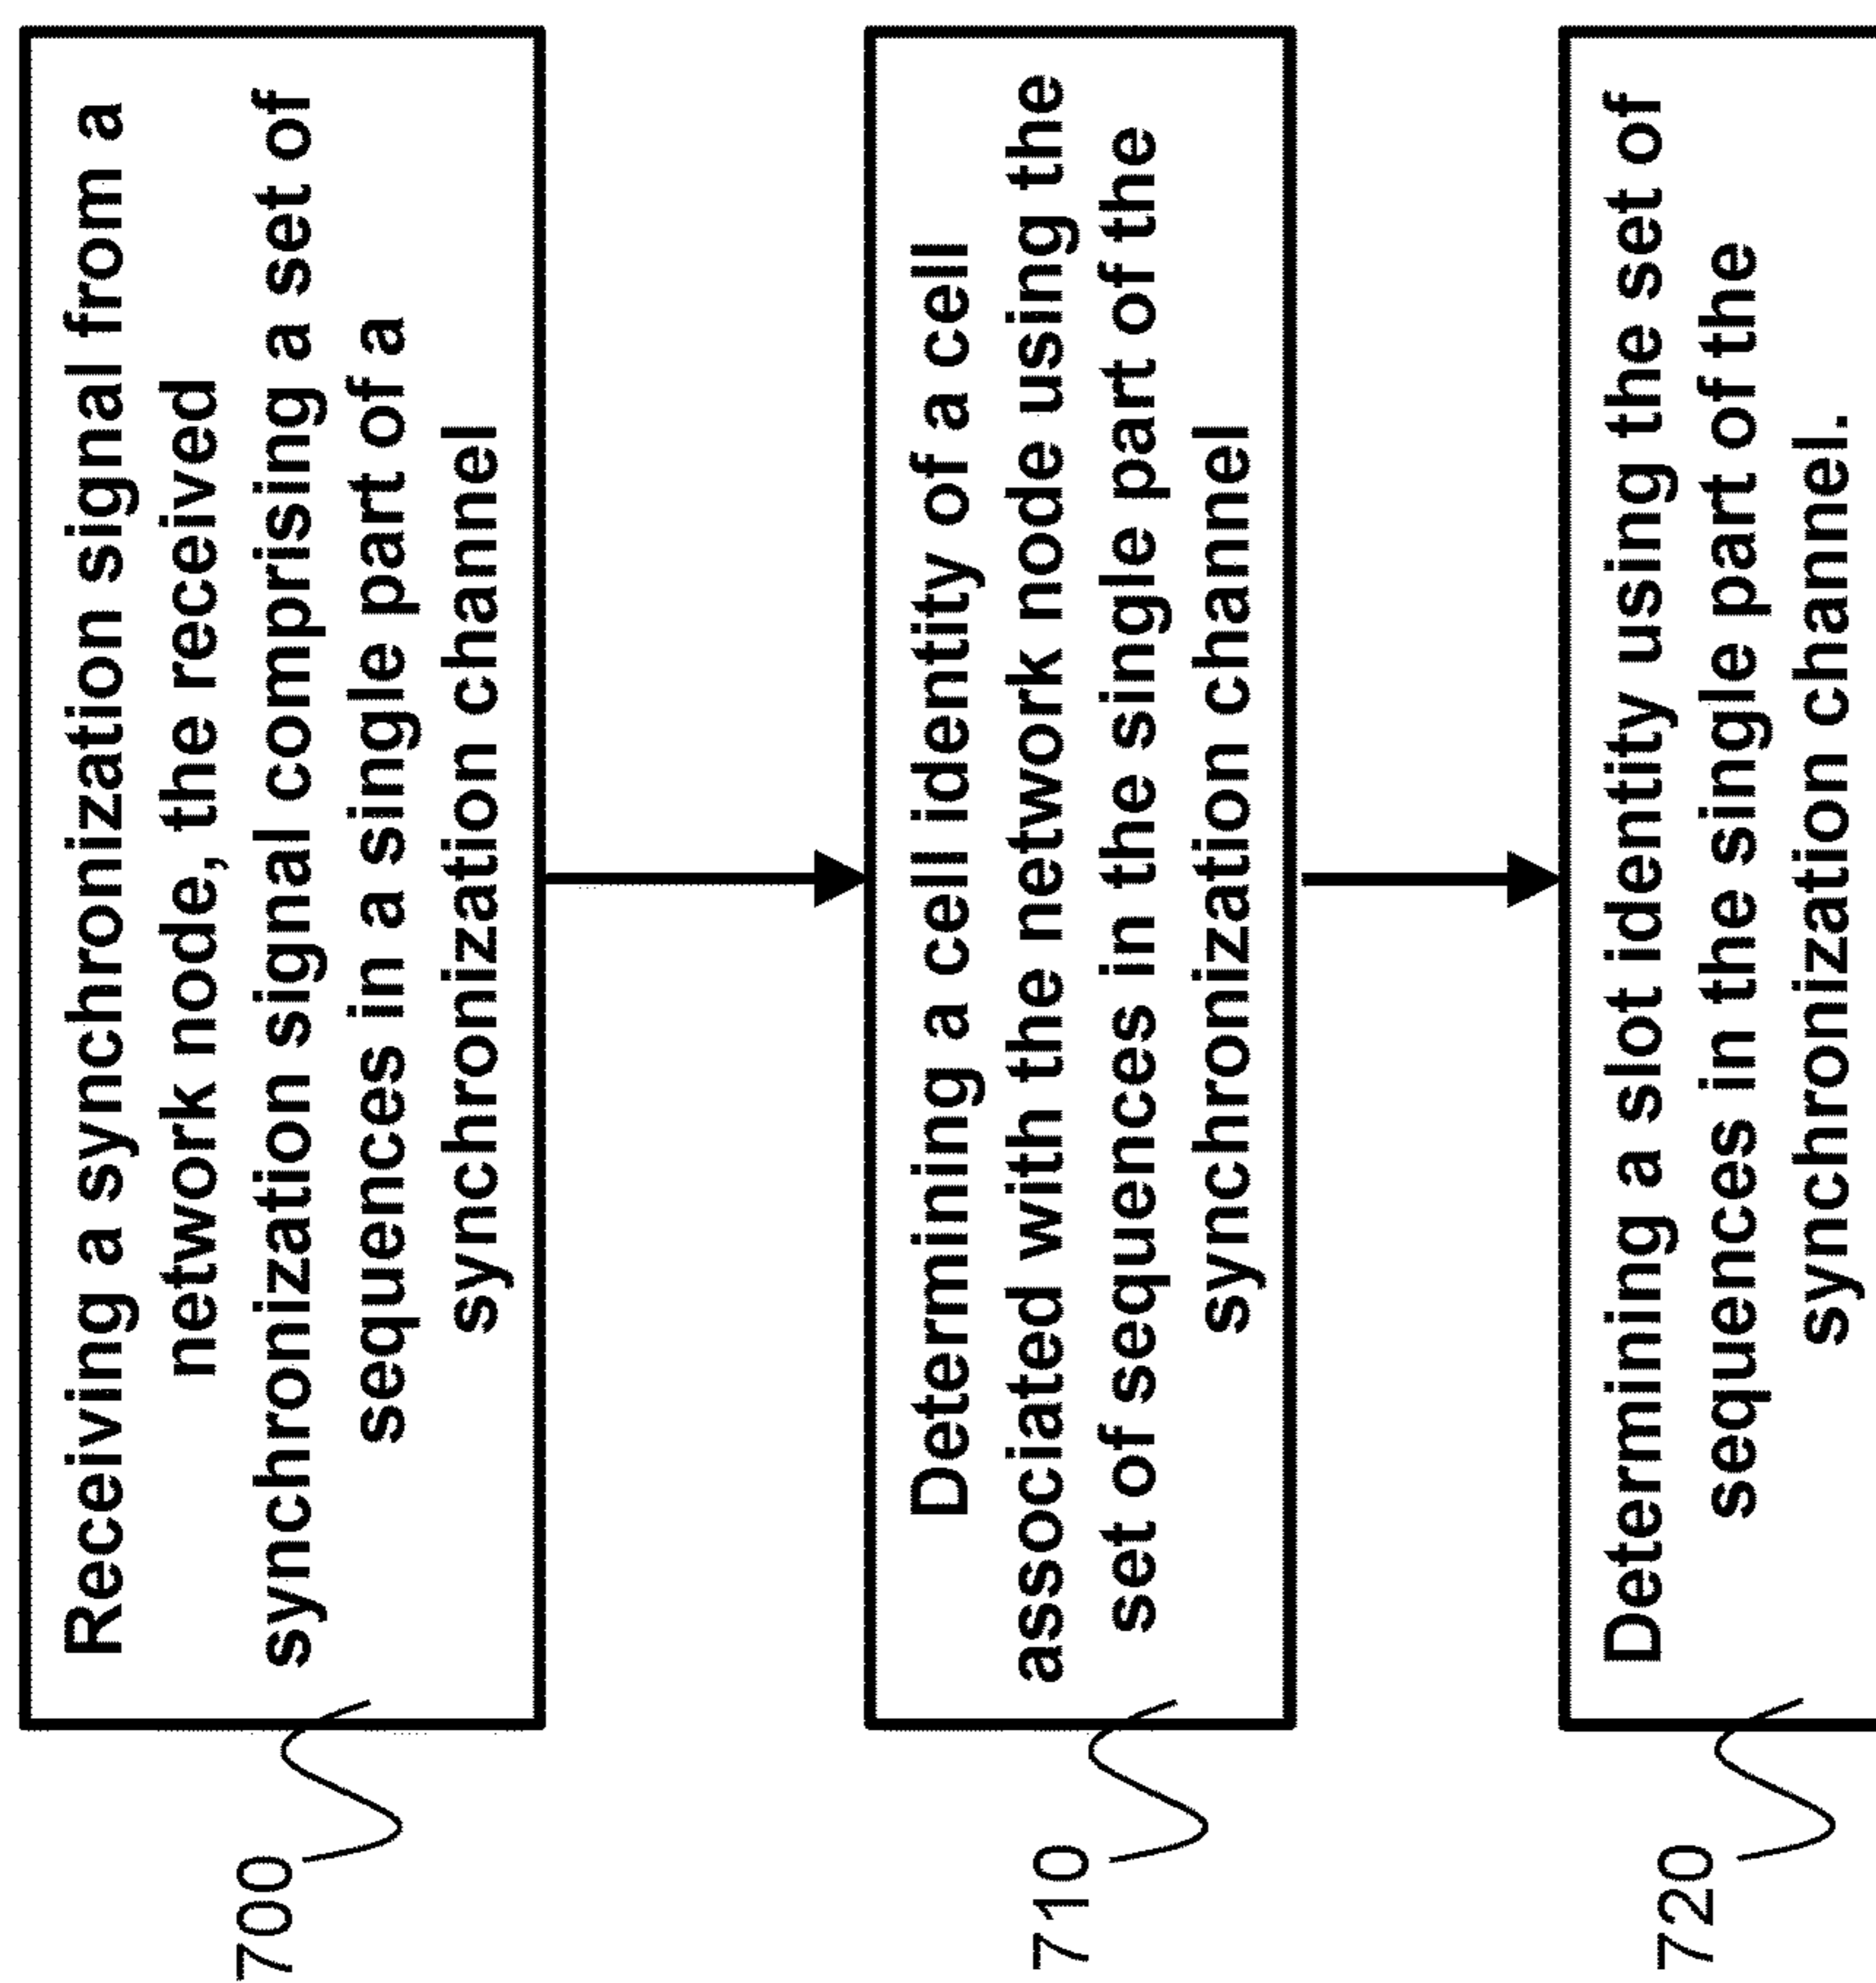 700
Receiving a synchronization signal from a
network node, the received
synchronization signal comprising a set of
sequences in a single part of a
synchronization channel
710
Determining a cell identity of a cell
associated with the network node using the
set of sequences in the single part of the
synchronization channel
720
Determining a slot identity using the set of
sequences in the single part of the
synchronization channel.